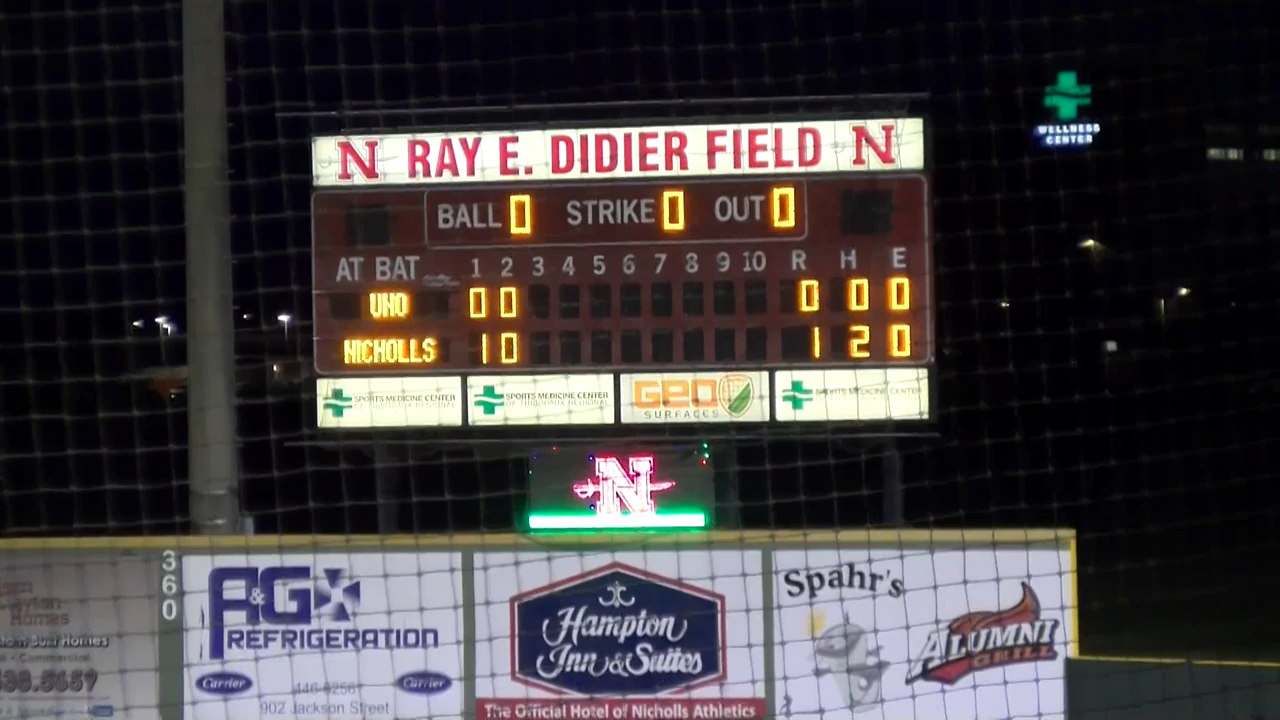 N RAY E. DIDIER FIELD N
WELLNESS
CENTER
BALL 0 STRIKE 0 OUT 0
AT BAT 1 2 3 4 5 6 7 8 9 10 R H E
UNO 0 0 0 0 0
NICHOLLS 1 0 1 2 0
SPORTS MEDICINE CENTER
SPORTS MEDICINE CENTER
GEO
SURFACES
SPORTS MEDICINE CENTER
N
360
A&G
REFRIGERATION
Carrier Carrier
902 Jackson Street
Hampton
Inn & Suites
The Official Hotel of Nicholls Athletics
Spahr's
ALUMNI
GRILL
Homes
Homes
Commercial